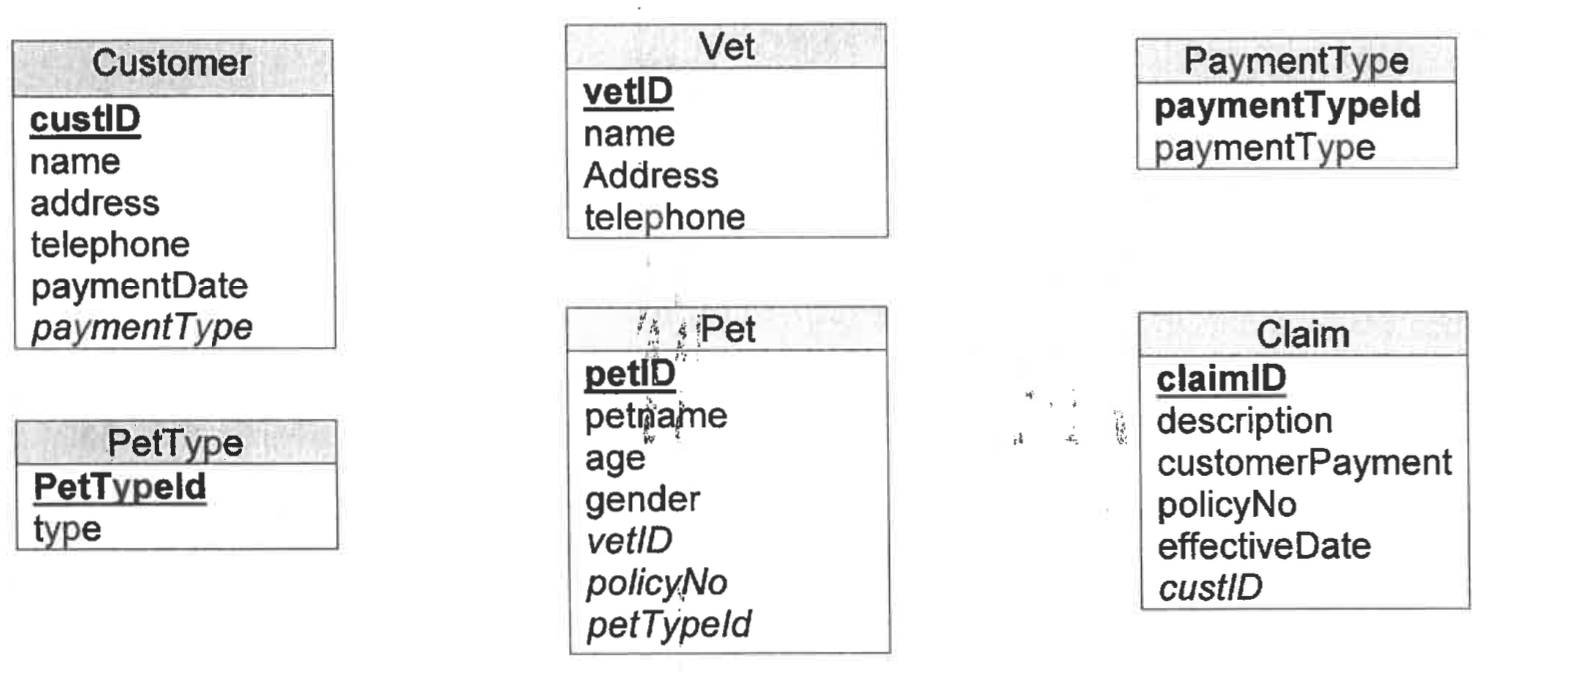 Customer
custID
name
address
telephone
paymentDate
paymentType
Vet
vetID
name
Address
telephone
PaymentType
paymentTypeId
paymentType
PetType
PetTypeId
type
Pet
petID
petname
age
gender
vetID
policyNo
petTypeId
Claim
claimID
description
customerPayment
policyNo
effectiveDate
custID